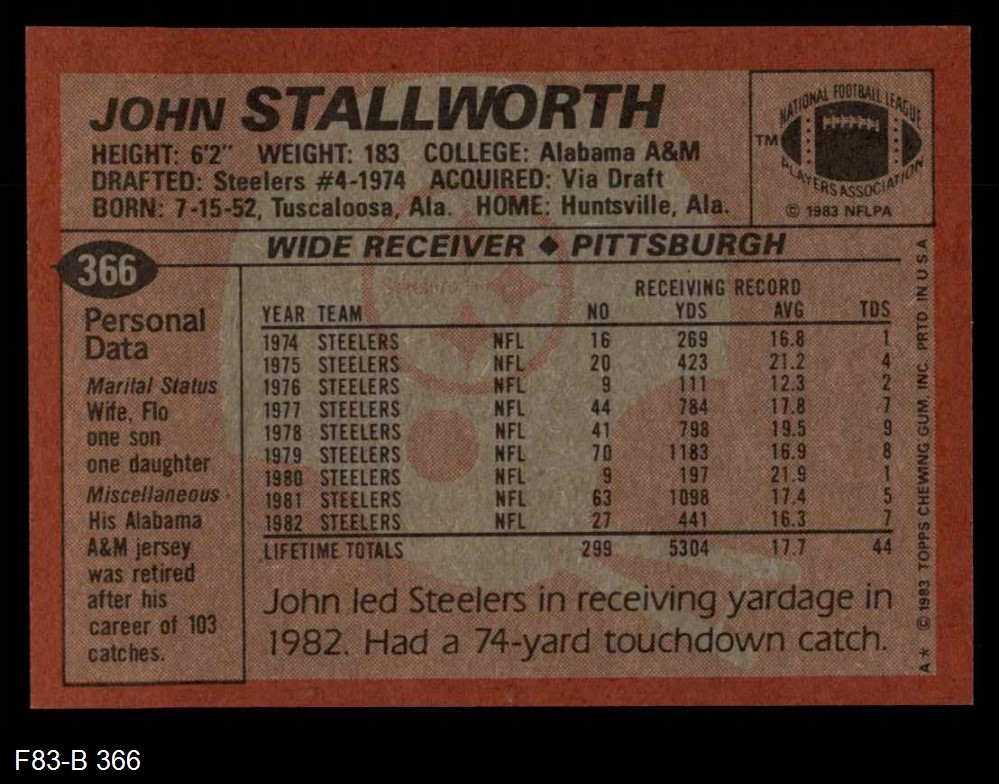 JOHN STALLWORTH
HEIGHT: 6'2" WEIGHT: 183 COLLEGE: Alabama A&M
DRAFTED: Steelers #4-1974 ACQUIRED: Via Draft
BORN: 7-15-52, Tuscaloosa, Ala. HOME: Huntsville, Ala.
NATIONAL FOOTBALL LEAGUE
TM
PLAYERS ASSOCIATION
© 1983 NFLPA
WIDE RECEIVER ◆ PITTSBURGH
366
Personal
Data
Marital Status
Wife, Flo
one son
one daughter
Miscellaneous
His Alabama
A&M jersey
was retired
after his
career of 103
catches.
Steelers
RECEIVING RECORD
YEAR TEAM NO YDS AVG TDS
1974 STEELERS NFL 16 269 16.8 1
1975 STEELERS NFL 20 423 21.2 4
1976 STEELERS NFL 9 111 12.3 2
1977 STEELERS NFL 44 784 17.8 7
1978 STEELERS NFL 41 798 19.5 9
1979 STEELERS NFL 70 1183 16.9 8
1980 STEELERS NFL 9 197 21.9 1
1981 STEELERS NFL 63 1098 17.4 5
1982 STEELERS NFL 27 441 16.3 7
LIFETIME TOTALS 299 5304 17.7 44
John led Steelers in receiving yardage in
1982. Had a 74-yard touchdown catch.
A* © 1983 TOPPS CHEWING GUM, INC. PRTD IN U S A
F83-B 366